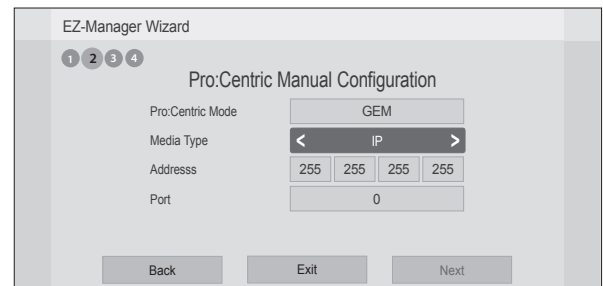 EZ-Manager Wizard
1 2 3 4
Pro:Centric Manual Configuration
Pro:Centric Mode GEM
Media Type < IP >
Addresss 255 255 255 255
Port 0
Back Exit Next